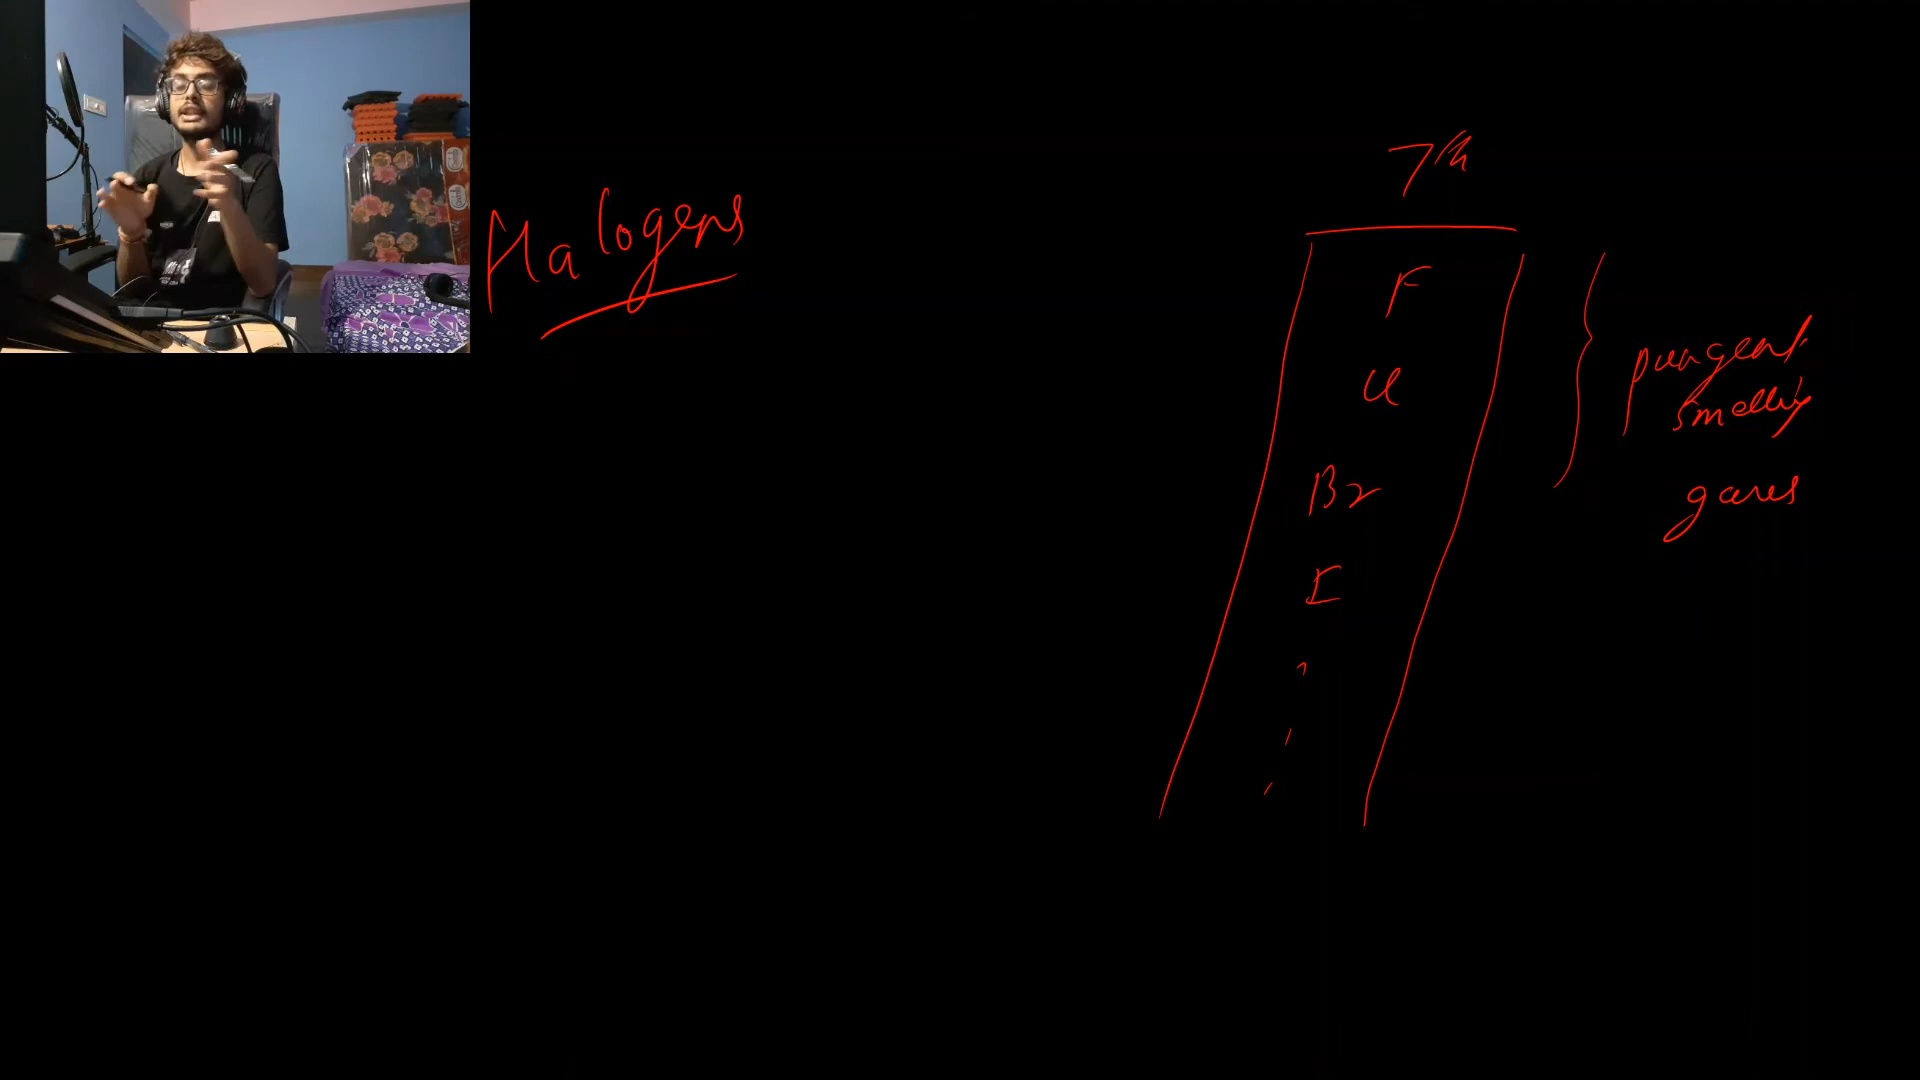 Halogens
7th
F
Cl
Br
I
pungent
smelling
gases